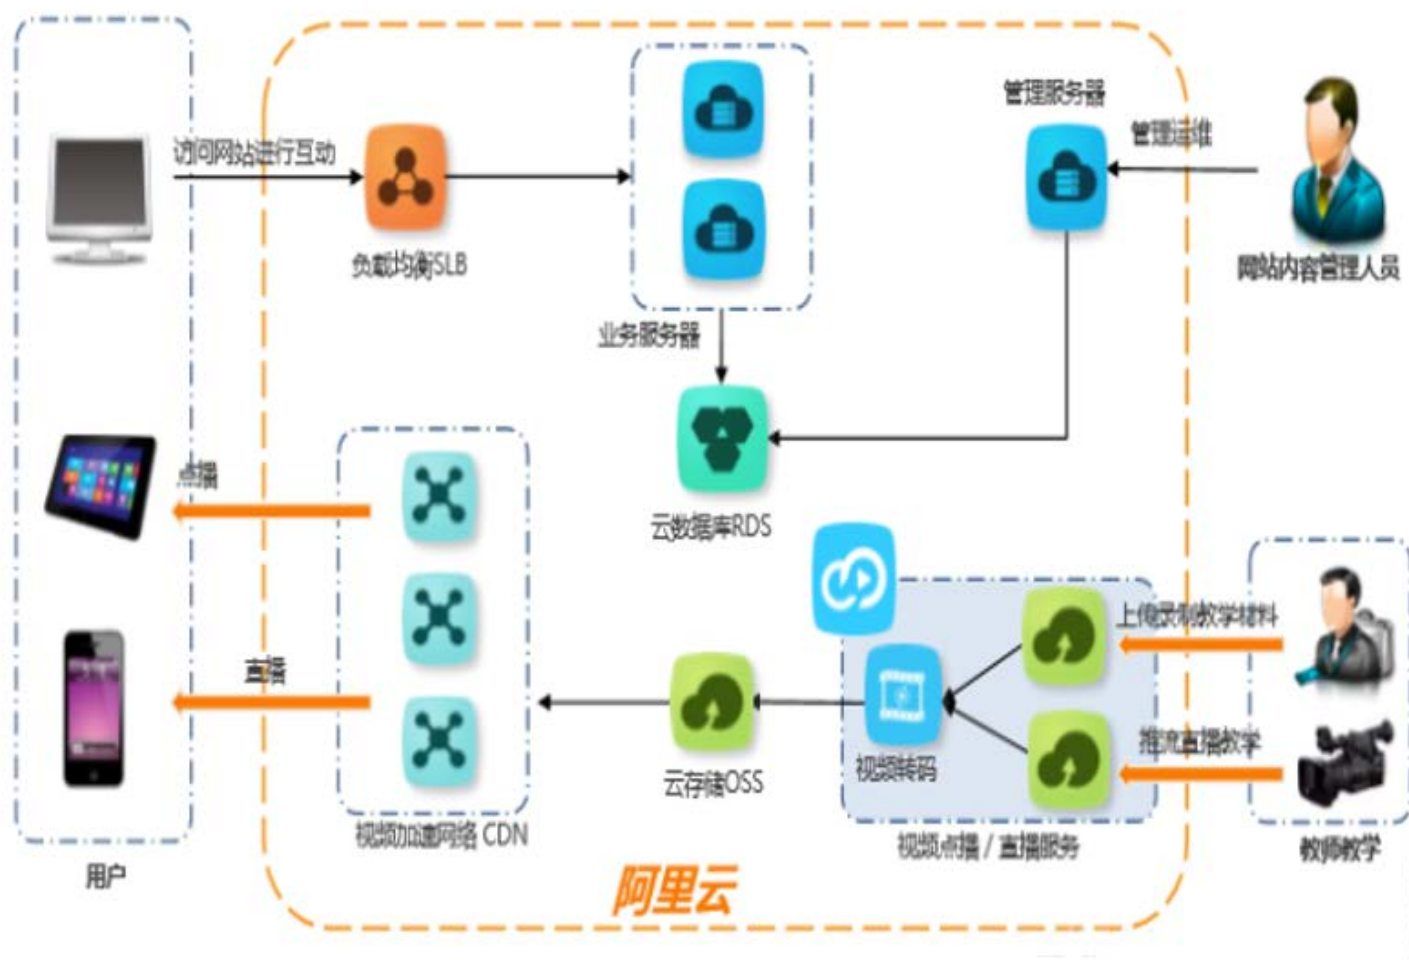 管理服务器
管理运维
访问网站进行互动
负载均衡SLB
网站内容管理人员
业务服务器
点播
云数据库RDS
上传录制教学材料
直播
推流直播教学
视频转码
云存储OSS
视频加速网络 CDN
视频点播 / 直播服务
教师教学
用户
阿里云